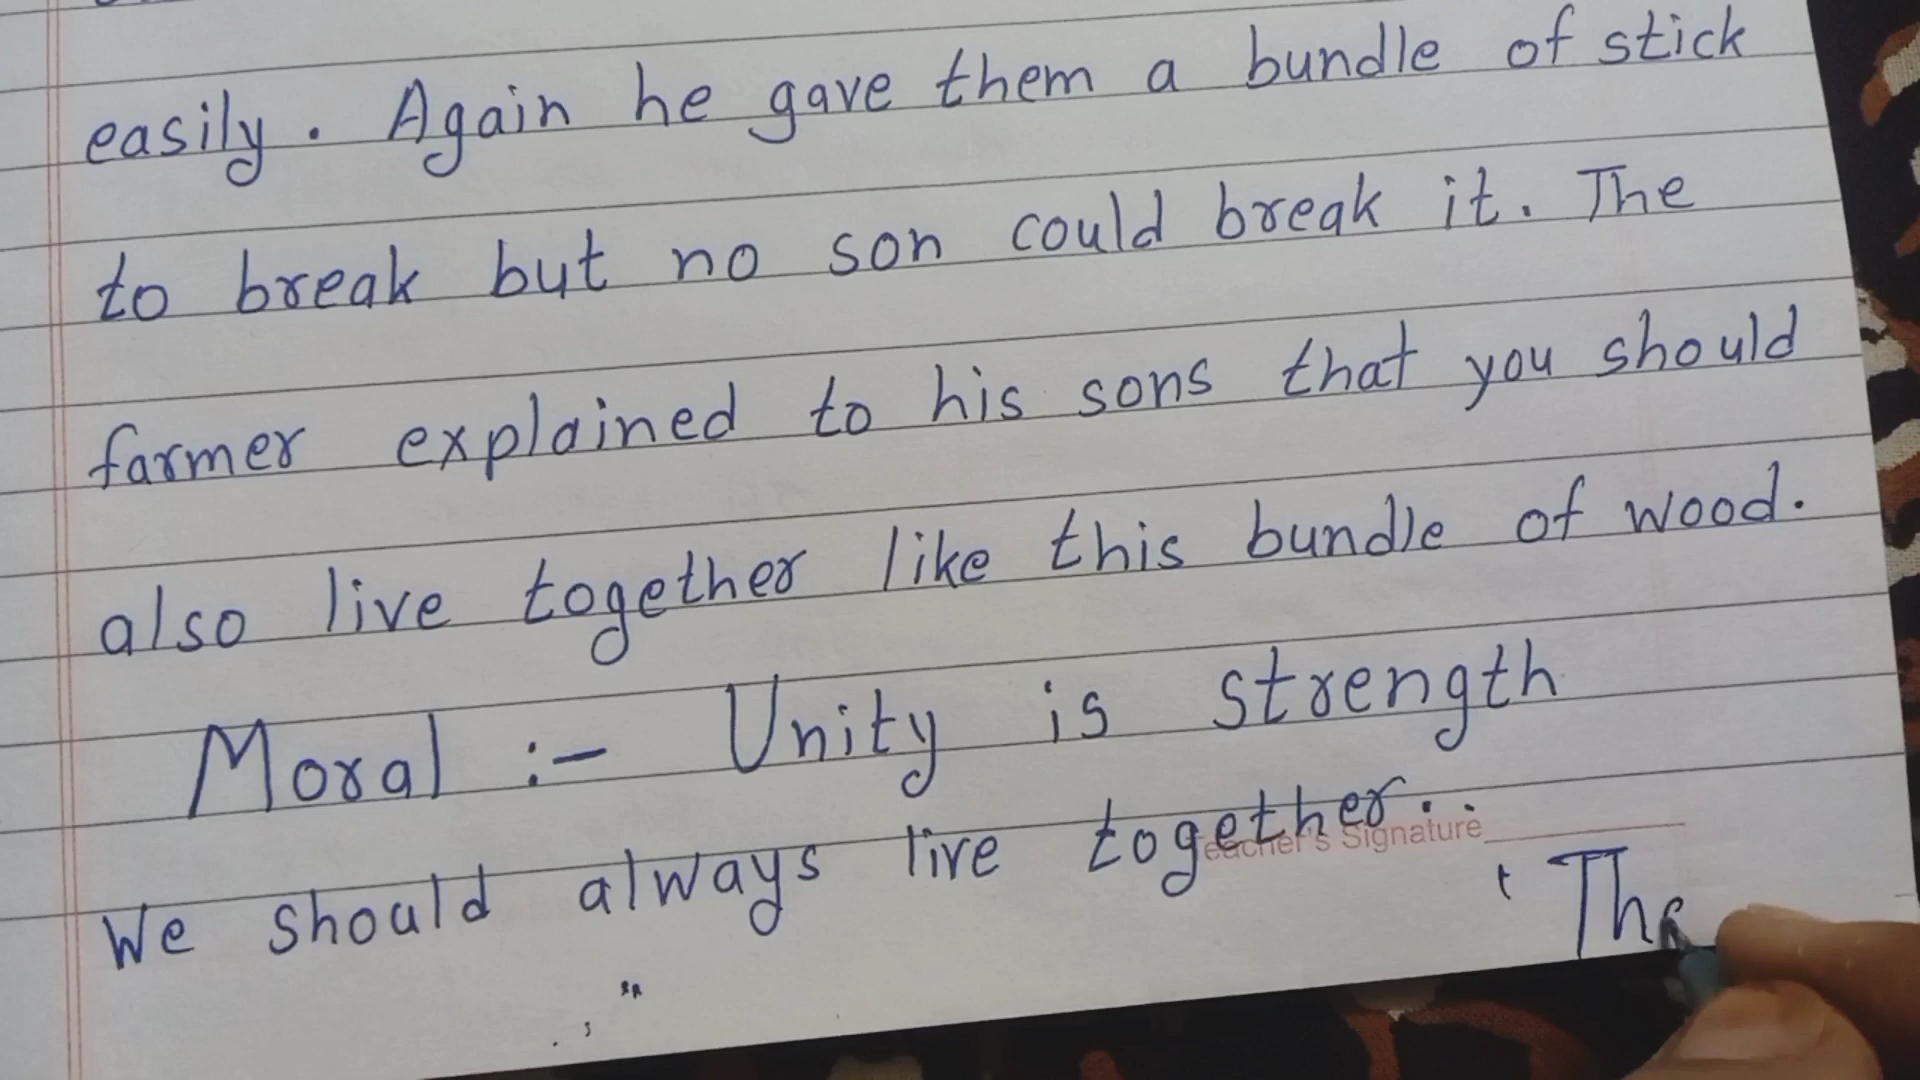 easily. Again he gave them a bundle of stick
to break but no son could break it. The
farmer explained to his sons that you should
also live together like this bundle of wood.
Moral :- Unity is strength
We should always live together.
Teacher's Signature
' The